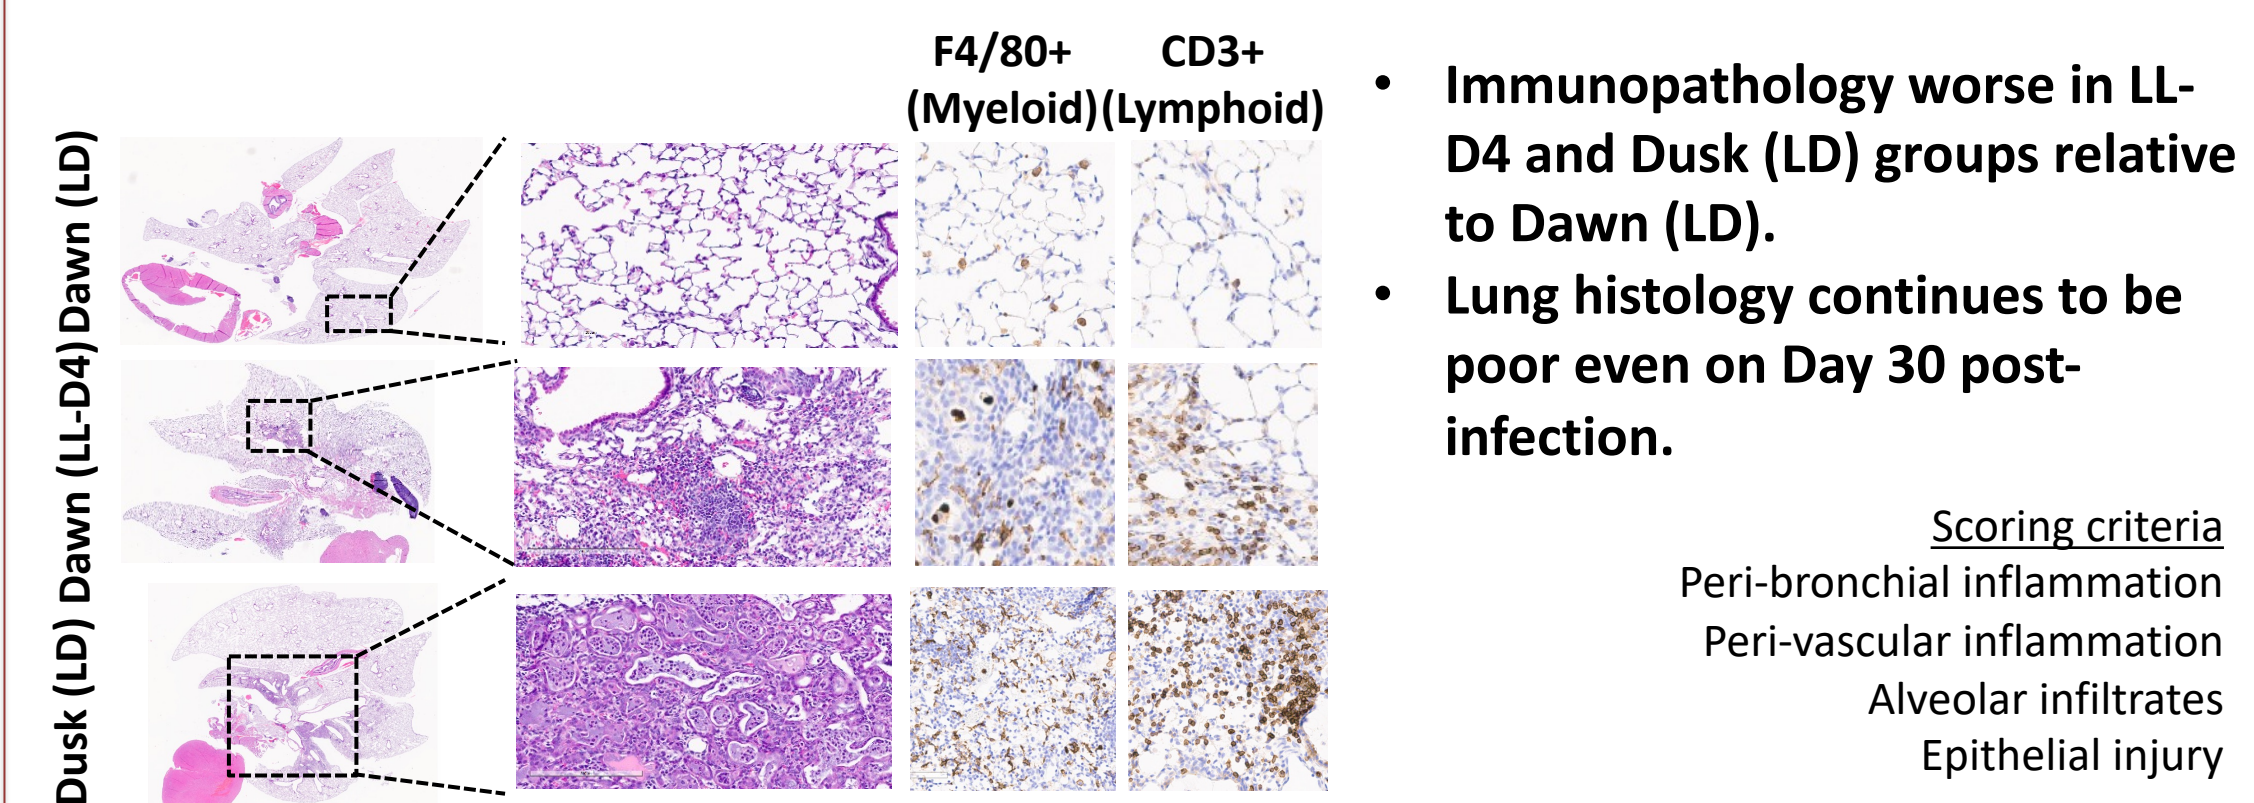 F4/80+ CD3+
(Myeloid) (Lymphoid)
Dawn (LD)
Dawn (LL-D4)
Dusk (LD)
• Immunopathology worse in LL-
D4 and Dusk (LD) groups relative
to Dawn (LD).
• Lung histology continues to be
poor even on Day 30 post-
infection.
Scoring criteria
Peri-bronchial inflammation
Peri-vascular inflammation
Alveolar infiltrates
Epithelial injury